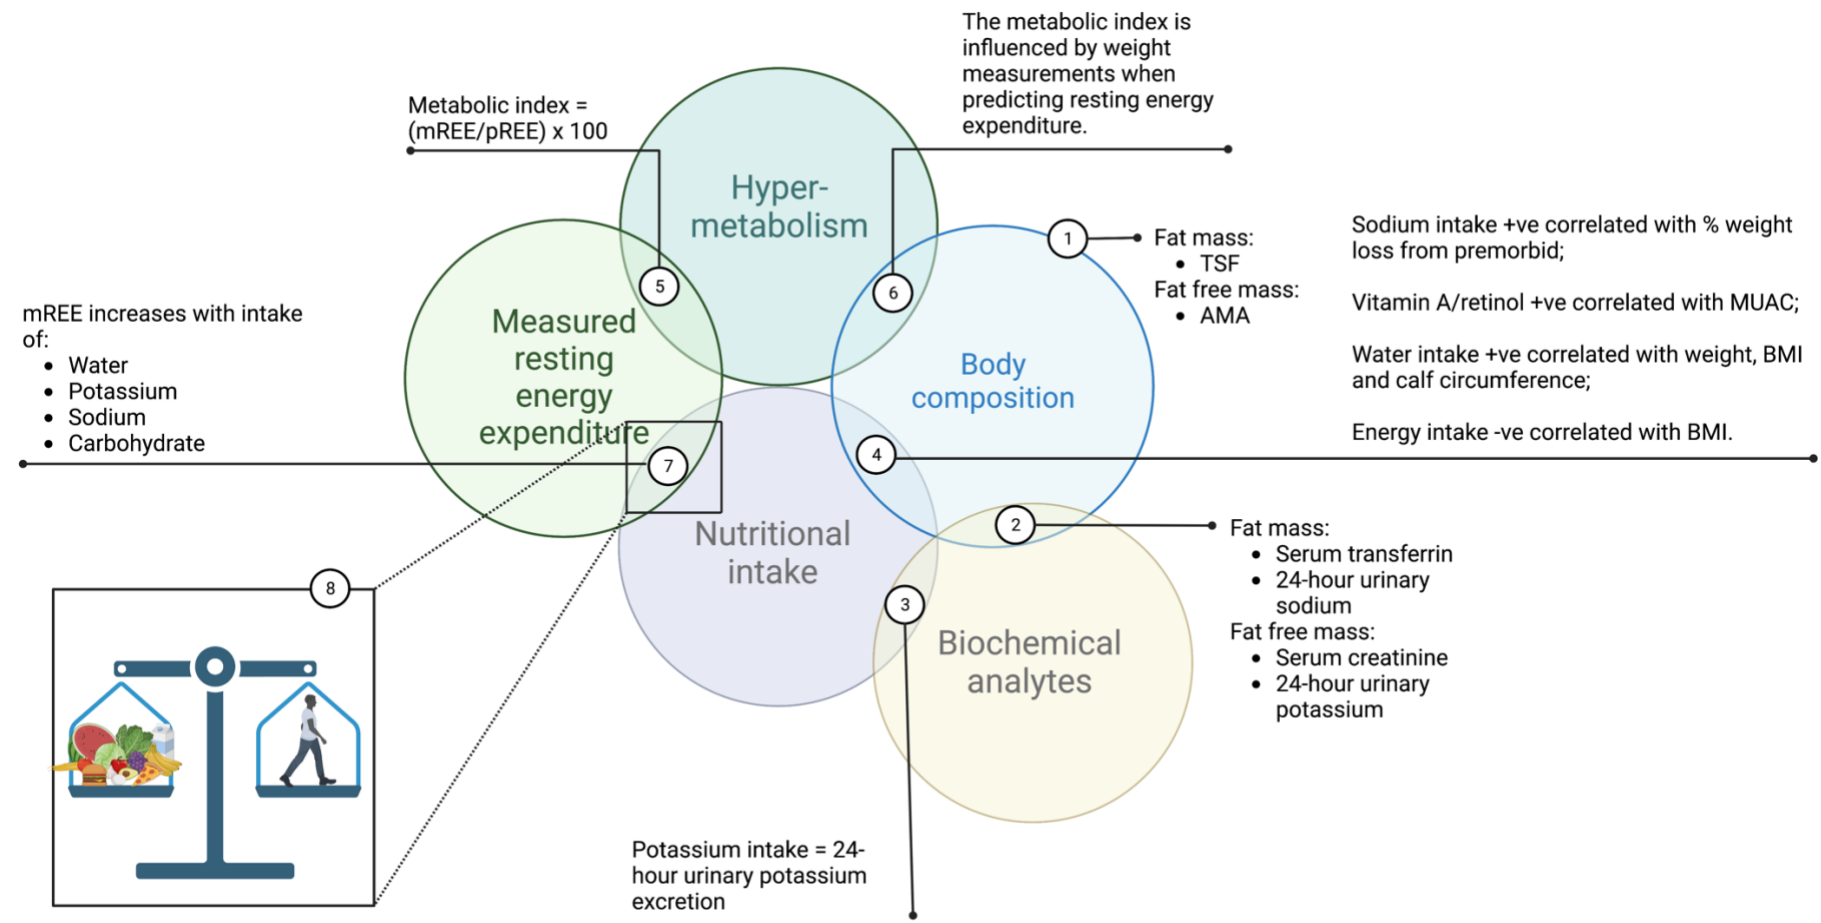 The metabolic index is
influenced by weight
measurements when
predicting resting energy
expenditure.
Metabolic index =
(mREE/pREE) x 100
Hyper-
metabolism
1
Fat mass:
• TSF
Fat free mass:
• AMA
Sodium intake +ve correlated with % weight
loss from premorbid;
Vitamin A/retinol +ve correlated with MUAC;
Water intake +ve correlated with weight, BMI
and calf circumference;
Energy intake -ve correlated with BMI.
5
6
mREE increases with intake
of:
• Water
• Potassium
• Sodium
• Carbohydrate
Measured
resting
energy
expenditure
Body
composition
7
4
Nutritional
intake
2
Fat mass:
• Serum transferrin
• 24-hour urinary
sodium
Fat free mass:
• Serum creatinine
• 24-hour urinary
potassium
8
3
Biochemical
analytes
Potassium intake = 24-
hour urinary potassium
excretion